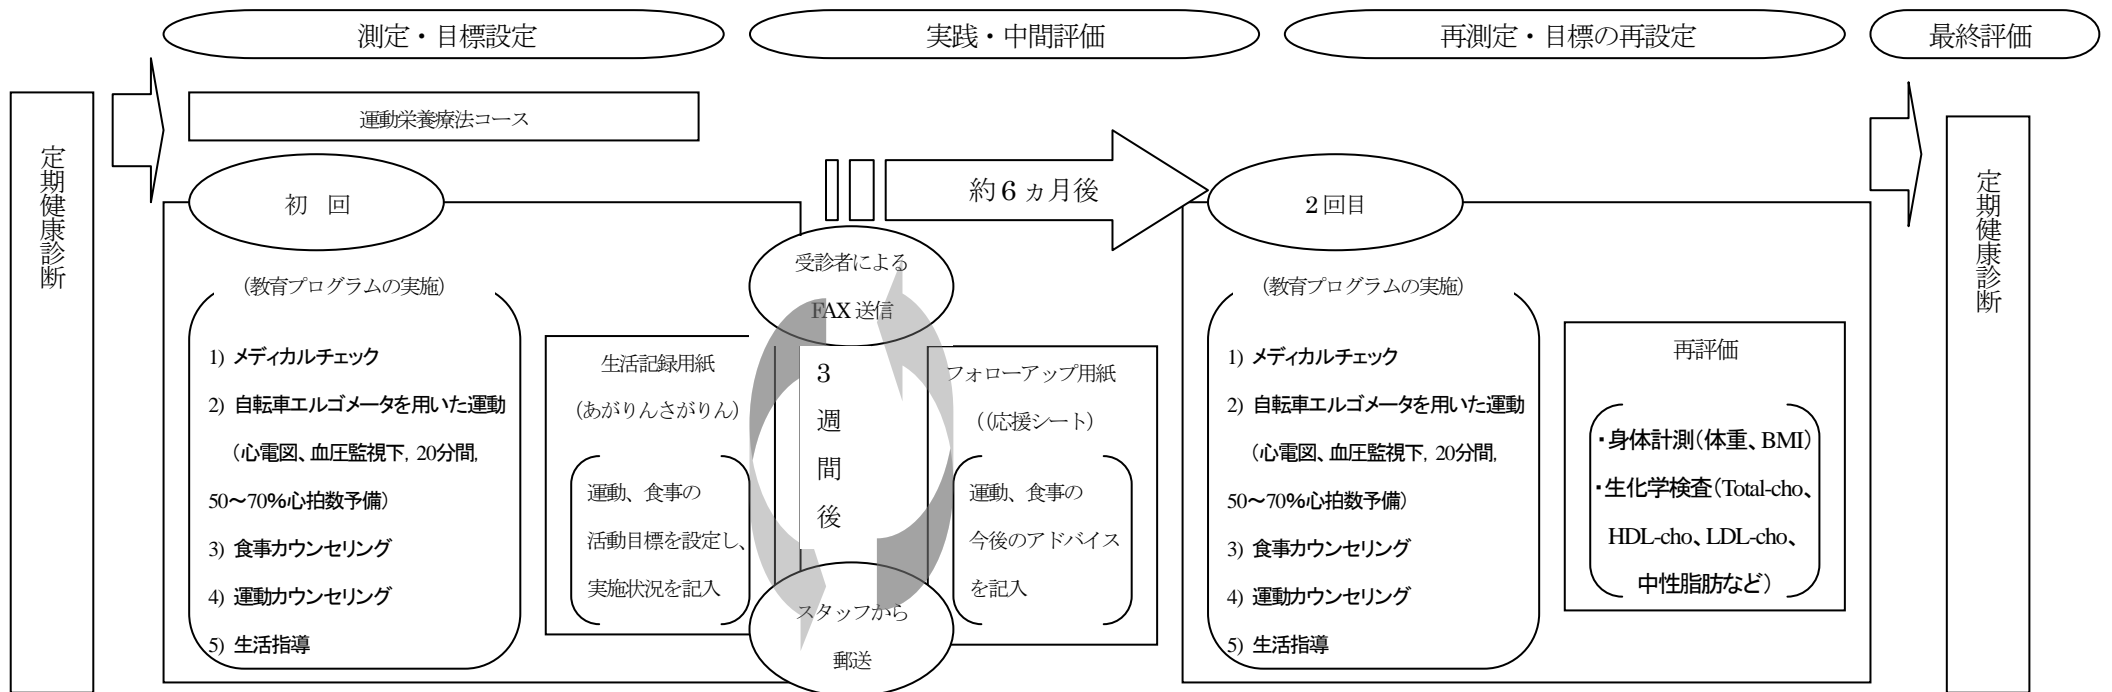 測定・目標設定
実践・中間評価
再測定・目標の再設定
最終評価
定期健康診断
運動栄養療法コース
初 回
(教育プログラムの実施)
1) メディカルチェック
2) 自転車エルゴメータを用いた運動
(心電図、血圧監視下, 20分間,
50～70%心拍数予備)
3) 食事カウンセリング
4) 運動カウンセリング
5) 生活指導
生活記録用紙
(あがりんさがりん)
運動、食事の
活動目標を設定し、
実施状況を記入
約6ヵ月後
受診者による
FAX 送信
3週間後
スタッフから
郵送
フォローアップ用紙
((応援シート)
運動、食事の
今後のアドバイス
を記入
2回目
(教育プログラムの実施)
1) メディカルチェック
2) 自転車エルゴメータを用いた運動
(心電図、血圧監視下, 20分間,
50～70%心拍数予備)
3) 食事カウンセリング
4) 運動カウンセリング
5) 生活指導
再評価
・身体計測(体重、BMI)
・生化学検査(Total-cho、
HDL-cho、LDL-cho、
中性脂肪など)
定期健康診断